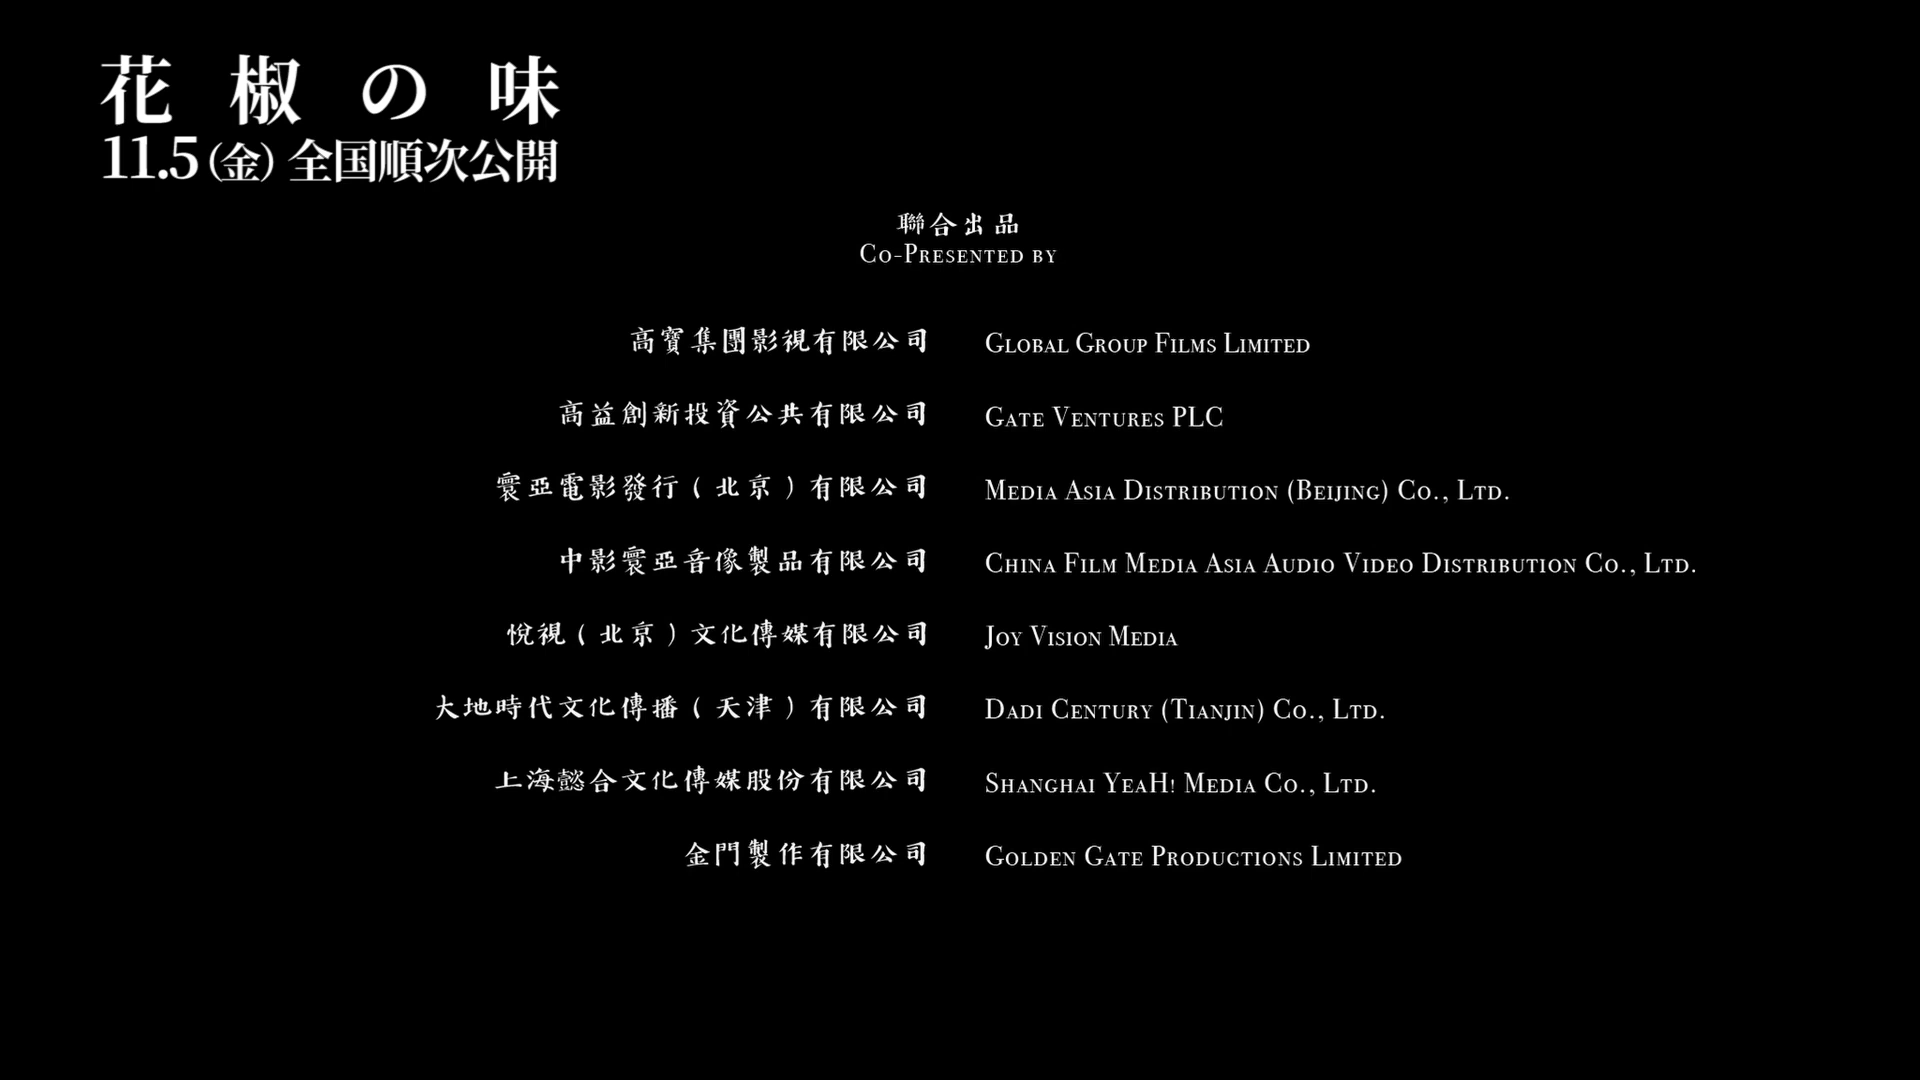 花椒の味
11.5(金)全国順次公開
聯合出品
Co-Presented by
高寶集團影視有限公司 Global Group Films Limited
高益創新投資公共有限公司 Gate Ventures PLC
寰亞電影發行(北京)有限公司 Media Asia Distribution (Beijing) Co., Ltd.
中影寰亞音像製品有限公司 China Film Media Asia Audio Video Distribution Co., Ltd.
悅視(北京)文化傳媒有限公司 Joy Vision Media
大地時代文化傳播(天津)有限公司 Dadi Century (Tianjin) Co., Ltd.
上海懿合文化傳媒股份有限公司 Shanghai YeaH! Media Co., Ltd.
金門製作有限公司 Golden Gate Productions Limited